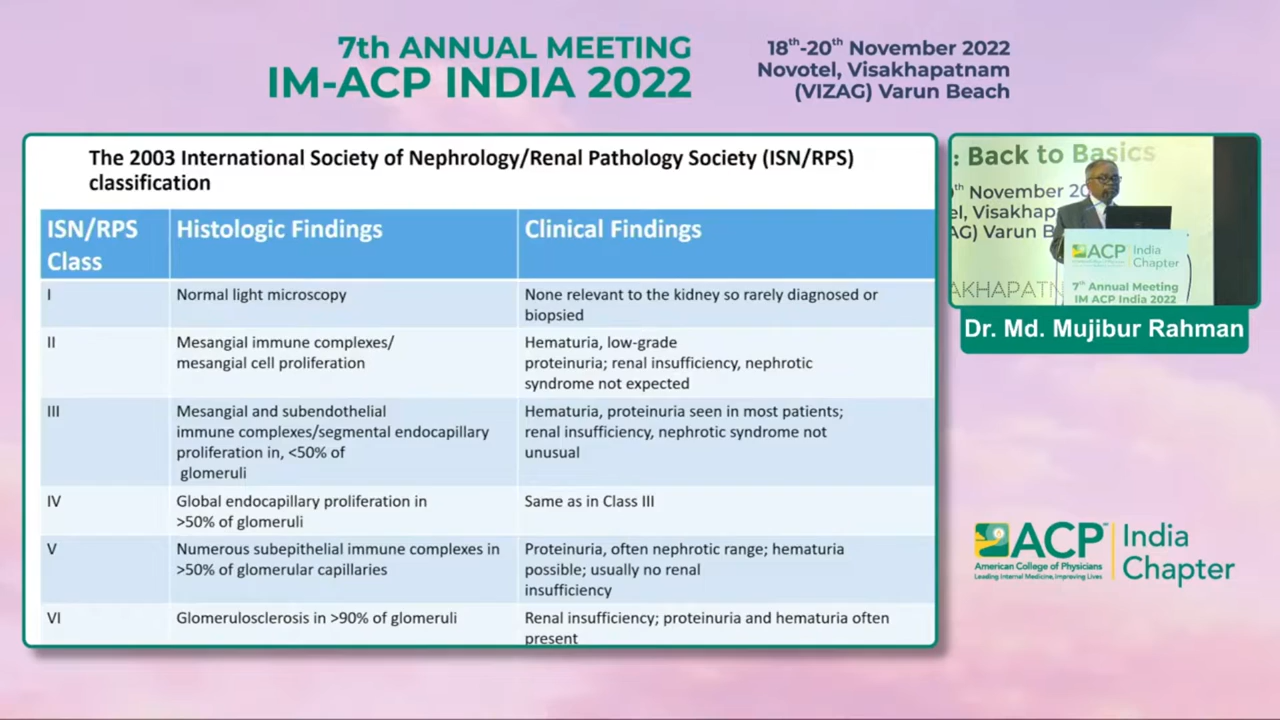 7th ANNUAL MEETING
IM-ACP INDIA 2022
18th-20th November 2022
Novotel, Visakhapatnam
(VIZAG) Varun Beach
The 2003 International Society of Nephrology/Renal Pathology Society (ISN/RPS)
classification
ISN/RPS
Class
Histologic Findings
Clinical Findings
I
Normal light microscopy
None relevant to the kidney so rarely diagnosed or
biopsied
II
Mesangial immune complexes/
mesangial cell proliferation
Hematuria, low-grade
proteinuria; renal insufficiency, nephrotic
syndrome not expected
III
Mesangial and subendothelial
immune complexes/segmental endocapillary
proliferation in, <50% of
glomeruli
Hematuria, proteinuria seen in most patients;
renal insufficiency, nephrotic syndrome not
unusual
IV
Global endocapillary proliferation in
>50% of glomeruli
Same as in Class III
V
Numerous subepithelial immune complexes in
>50% of glomerular capillaries
Proteinuria, often nephrotic range; hematuria
possible; usually no renal
insufficiency
VI
Glomerulosclerosis in >90% of glomeruli
Renal insufficiency; proteinuria and hematuria often
present
: Back to Basics
th November 20
el, Visakhap
AG) Varun B
AKHAPATN
ACP India
Chapter
7th Annual Meeting
IM ACP India 2022
Dr. Md. Mujibur Rahman
ACP
American College of Physicians
Leading Internal Medicine, Improving Lives
India
Chapter